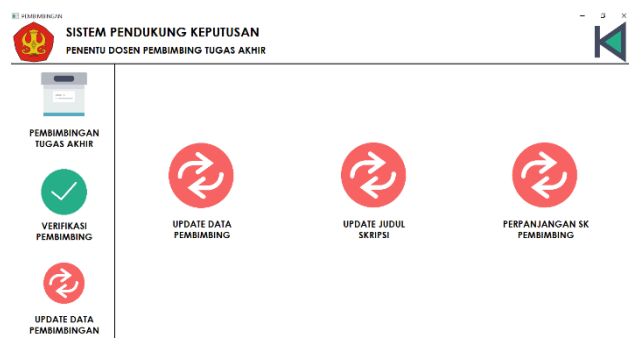 PEMBIMBINGAN
SISTEM PENDUKUNG KEPUTUSAN
PENENTU DOSEN PEMBIMBING TUGAS AKHIR
PEMBIMBINGAN
TUGAS AKHIR
VERIFIKASI
PEMBIMBING
UPDATE DATA
PEMBIMBINGAN
UPDATE DATA
PEMBIMBING
UPDATE JUDUL
SKRIPSI
PERPANJANGAN SK
PEMBIMBING